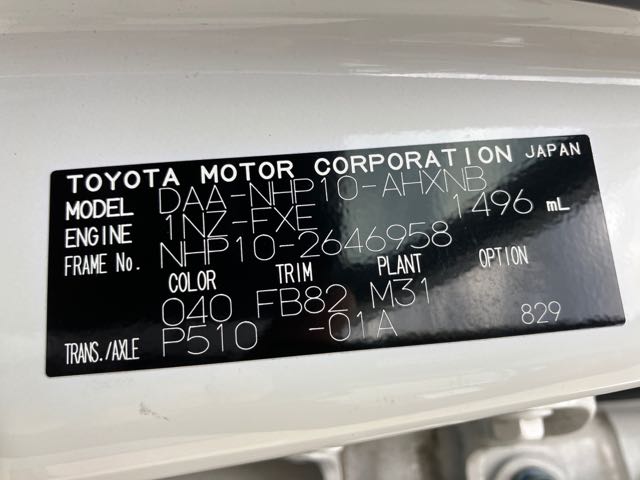 TOYOTA MOTOR CORPORATION JAPAN
MODEL DAA-NHP10-AHXNB
ENGINE 1NZ-FXE 1496 mL
FRAME No. NHP10-2646958
COLOR TRIM PLANT OPTION
040 FB82 M31
TRANS./AXLE P510 -01A 829